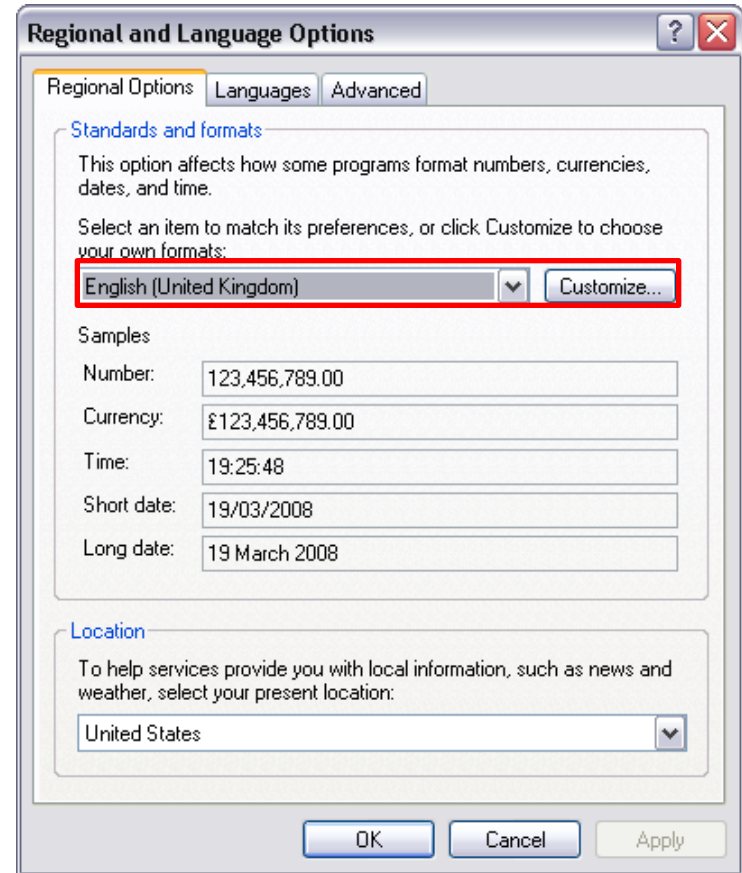 Regional and Language Options
Regional Options Languages Advanced
Standards and formats
This option affects how some programs format numbers, currencies,
dates, and time.
Select an item to match its preferences, or click Customize to choose
your own formats:
English (United Kingdom) Customize...
Samples
Number: 123,456,789.00
Currency: £123,456,789.00
Time: 19:25:48
Short date: 19/03/2008
Long date: 19 March 2008
Location
To help services provide you with local information, such as news and
weather, select your present location:
United States
OK Cancel Apply